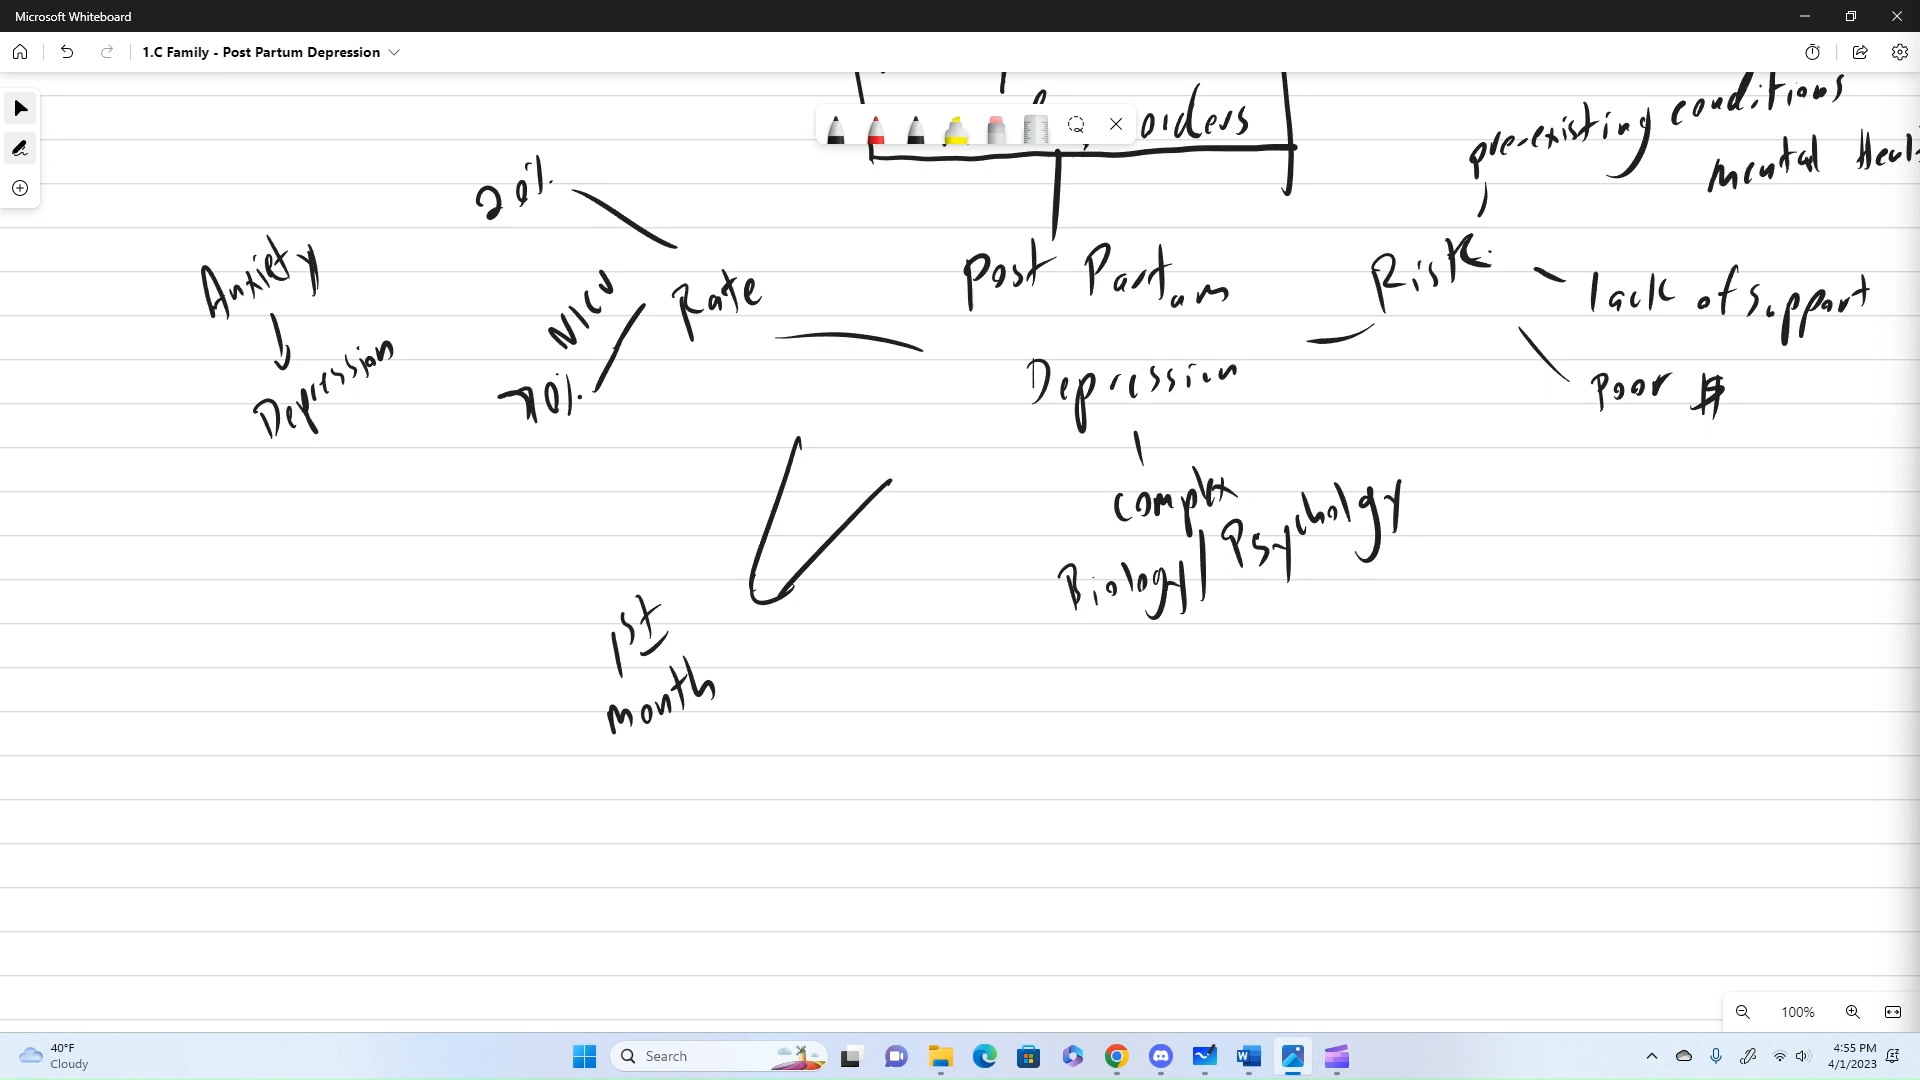 Microsoft Whiteboard
1.C Family - Post Partum Depression
orders
pre-existing conditions
mental Heal
20%
Anxiety
Depression
NICU
70%
Rate
Post Partum
Depression
Risk
lack of support
Poor $
complex
Biology/Psycholgy
1st
month
100%
40°F
Cloudy
Search
4:55 PM
4/1/2023